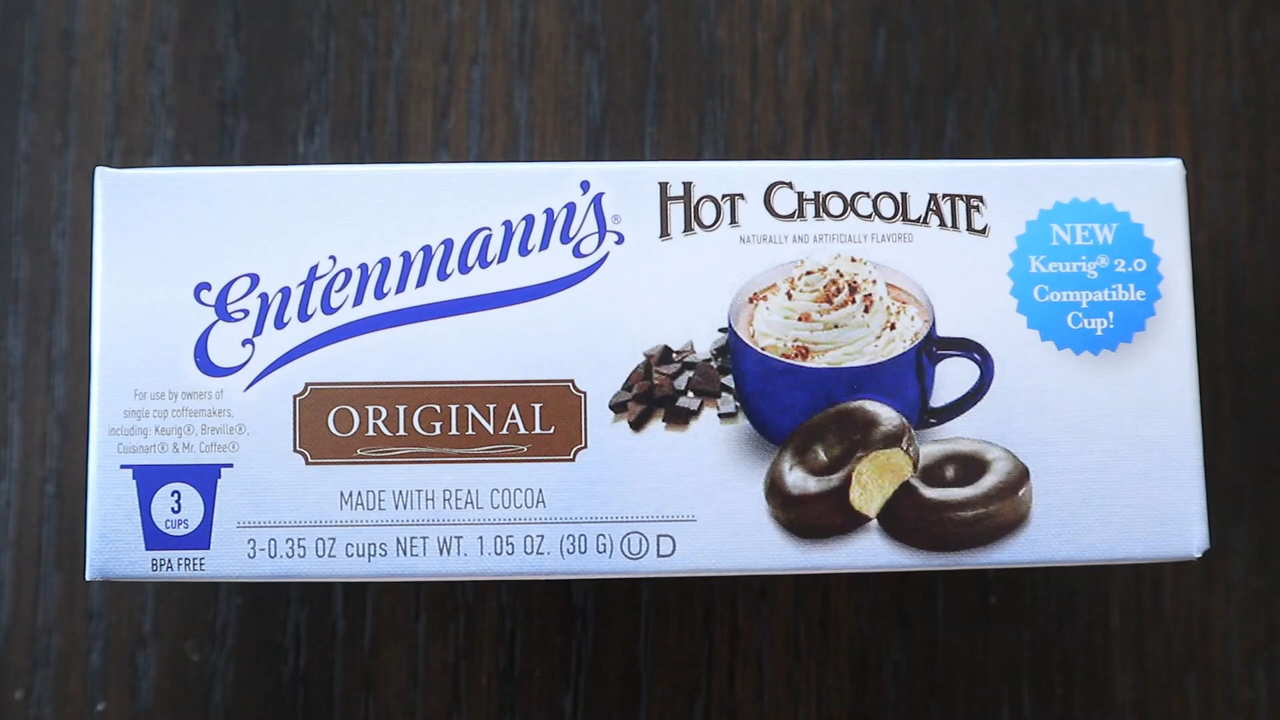 Entenmann's®
HOT CHOCOLATE
NATURALLY AND ARTIFICIALLY FLAVORED
NEW
Keurig® 2.0
Compatible
Cup!
For use by owners of
single cup coffeemakers,
including: Keurig®, Breville®,
Cuisinart® & Mr. Coffee®
ORIGINAL
3
CUPS
BPA FREE
MADE WITH REAL COCOA
3-0.35 OZ cups NET WT. 1.05 OZ. (30 G) Ⓤ D